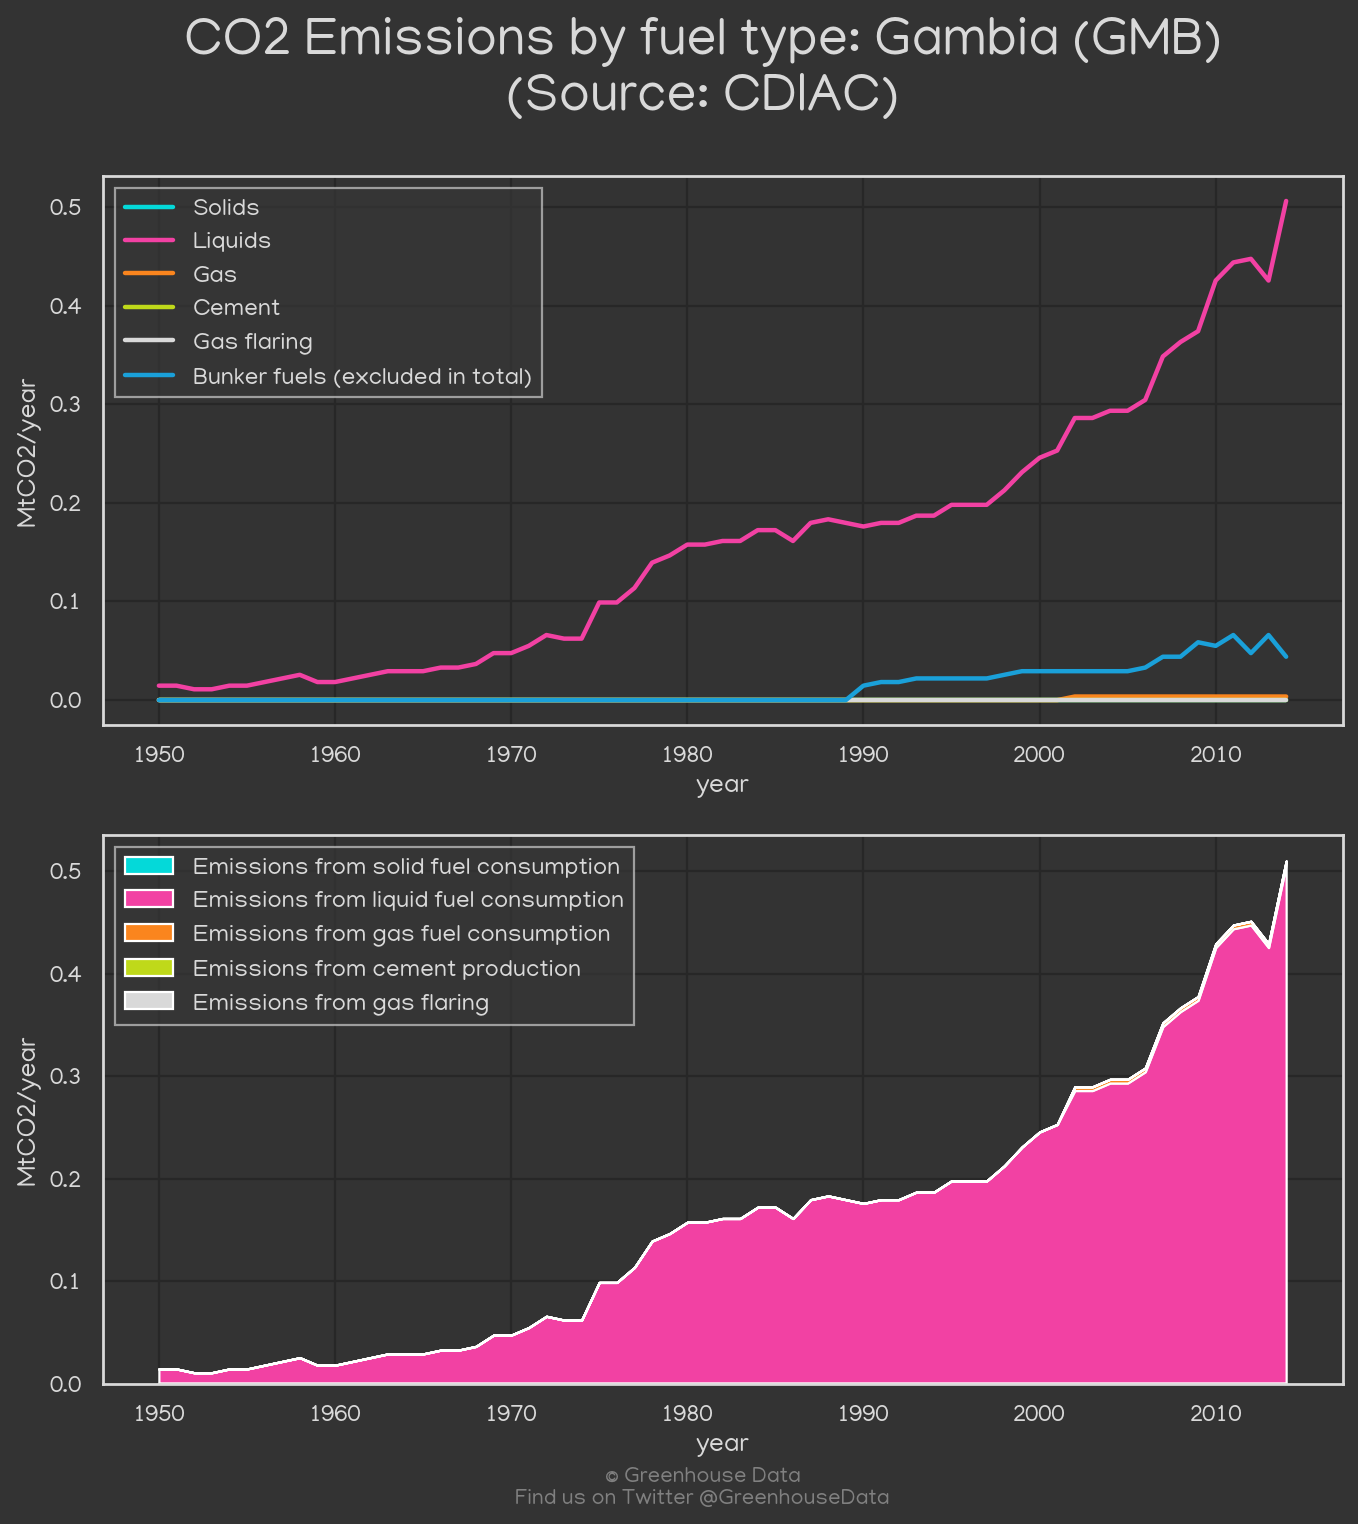 CO2 Emissions by fuel type: Gambia (GMB)
(Source: CDIAC)
Solids
Liquids
Gas
Cement
Gas flaring
Bunker fuels (excluded in total)
MtCO2/year
0.5
0.4
0.3
0.2
0.1
0.0
1950 1960 1970 1980 1990 2000 2010
year
Emissions from solid fuel consumption
Emissions from liquid fuel consumption
Emissions from gas fuel consumption
Emissions from cement production
Emissions from gas flaring
MtCO2/year
0.5
0.4
0.3
0.2
0.1
0.0
1950 1960 1970 1980 1990 2000 2010
year
© Greenhouse Data
Find us on Twitter @GreenhouseData